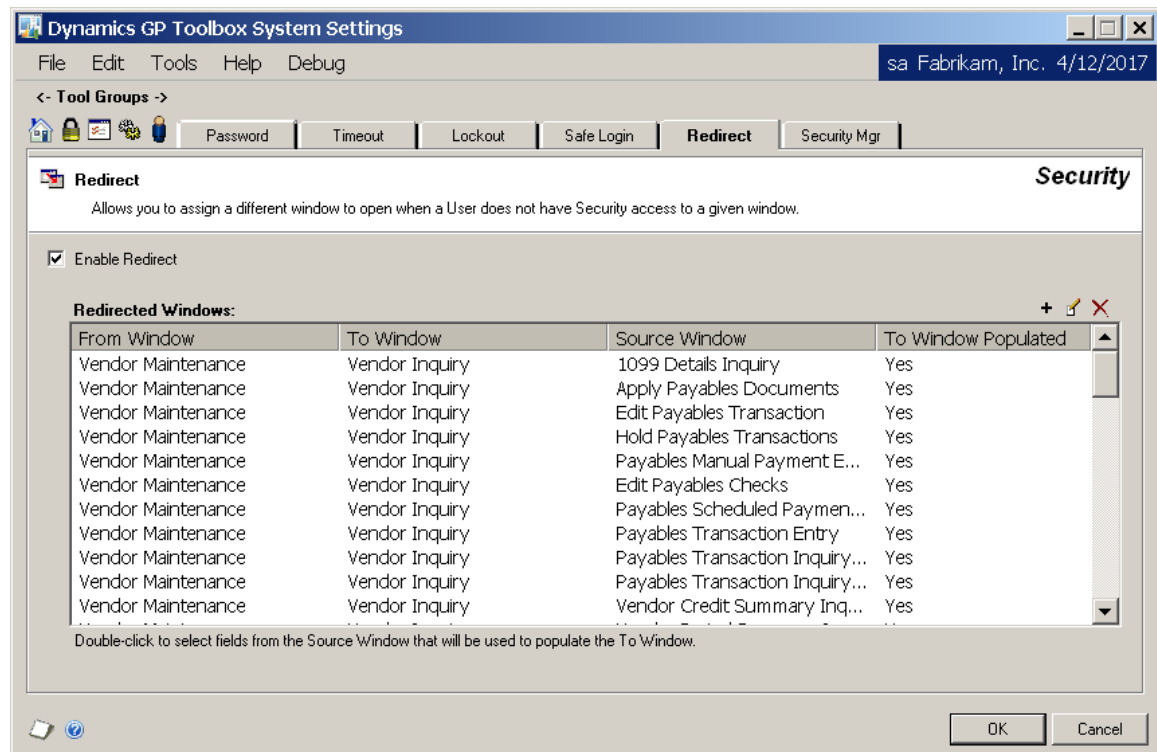 Dynamics GP Toolbox System Settings
File Edit Tools Help Debug sa Fabrikam, Inc. 4/12/2017
<- Tool Groups ->
Password Timeout Lockout Safe Login Redirect Security Mgr
Redirect Security
Allows you to assign a different window to open when a User does not have Security access to a given window.
Enable Redirect
Redirected Windows:
From Window To Window Source Window To Window Populated
Vendor Maintenance Vendor Inquiry 1099 Details Inquiry Yes
Vendor Maintenance Vendor Inquiry Apply Payables Documents Yes
Vendor Maintenance Vendor Inquiry Edit Payables Transaction Yes
Vendor Maintenance Vendor Inquiry Hold Payables Transactions Yes
Vendor Maintenance Vendor Inquiry Payables Manual Payment E... Yes
Vendor Maintenance Vendor Inquiry Edit Payables Checks Yes
Vendor Maintenance Vendor Inquiry Payables Scheduled Paymen... Yes
Vendor Maintenance Vendor Inquiry Payables Transaction Entry Yes
Vendor Maintenance Vendor Inquiry Payables Transaction Inquiry... Yes
Vendor Maintenance Vendor Inquiry Payables Transaction Inquiry... Yes
Vendor Maintenance Vendor Inquiry Vendor Credit Summary Inq... Yes
Double-click to select fields from the Source Window that will be used to populate the To Window.
OK Cancel